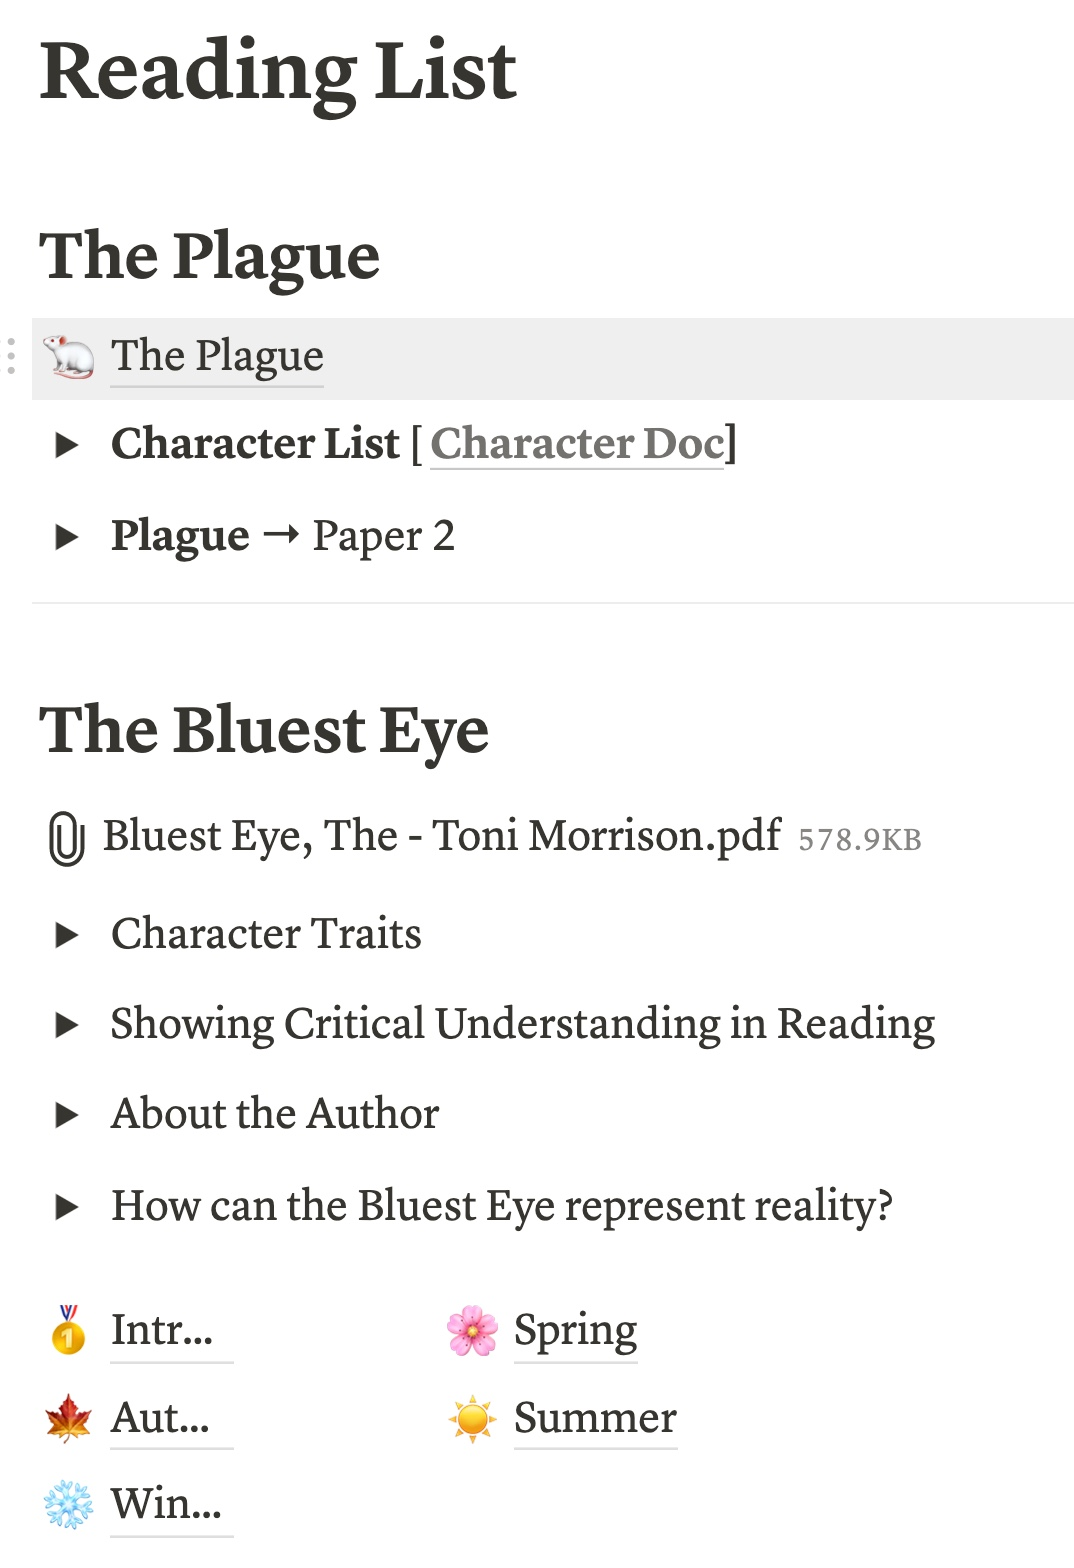 Reading List
The Plague
The Plague
Character List [ Character Doc]
Plague → Paper 2
The Bluest Eye
Bluest Eye, The - Toni Morrison.pdf 578.9KB
Character Traits
Showing Critical Understanding in Reading
About the Author
How can the Bluest Eye represent reality?
Intr...
Aut...
Win...
Spring
Summer